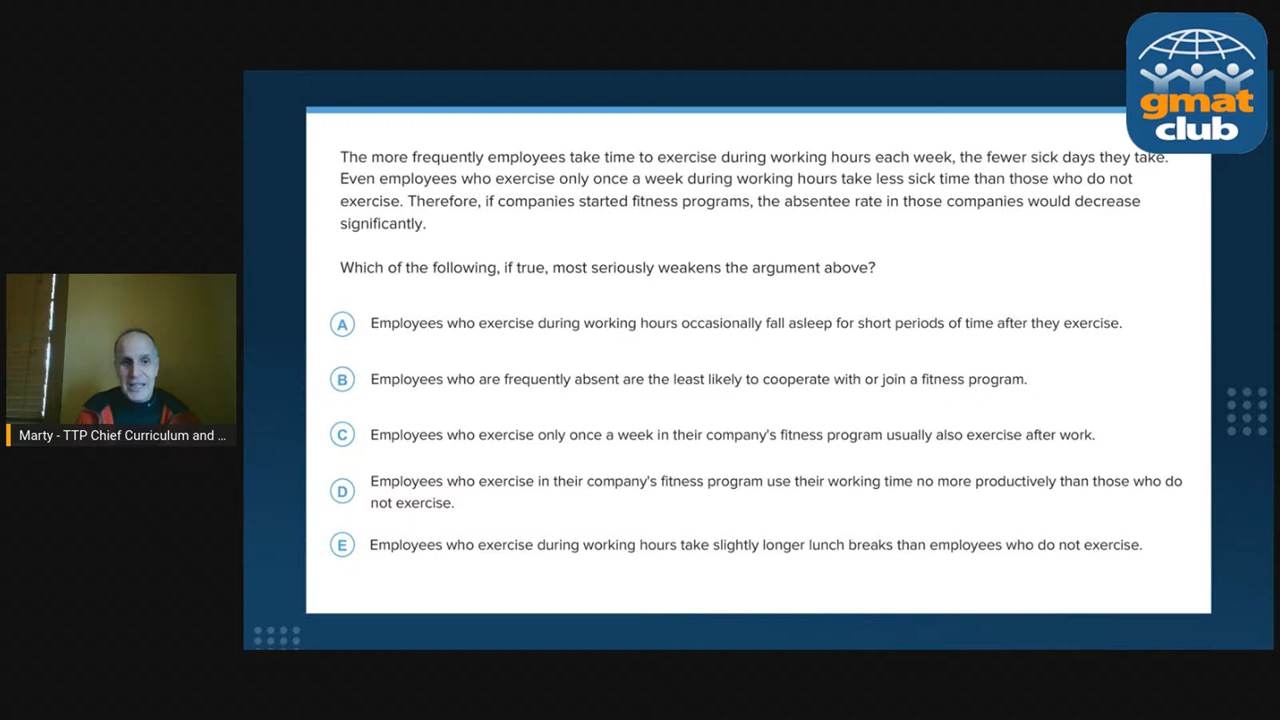 gmat
club
The more frequently employees take time to exercise during working hours each week, the fewer sick days they take.
Even employees who exercise only once a week during working hours take less sick time than those who do not
exercise. Therefore, if companies started fitness programs, the absentee rate in those companies would decrease
significantly.
Which of the following, if true, most seriously weakens the argument above?
A Employees who exercise during working hours occasionally fall asleep for short periods of time after they exercise.
B Employees who are frequently absent are the least likely to cooperate with or join a fitness program.
C Employees who exercise only once a week in their company's fitness program usually also exercise after work.
D Employees who exercise in their company's fitness program use their working time no more productively than those who do
not exercise.
E Employees who exercise during working hours take slightly longer lunch breaks than employees who do not exercise.
Marty - TTP Chief Curriculum and ...